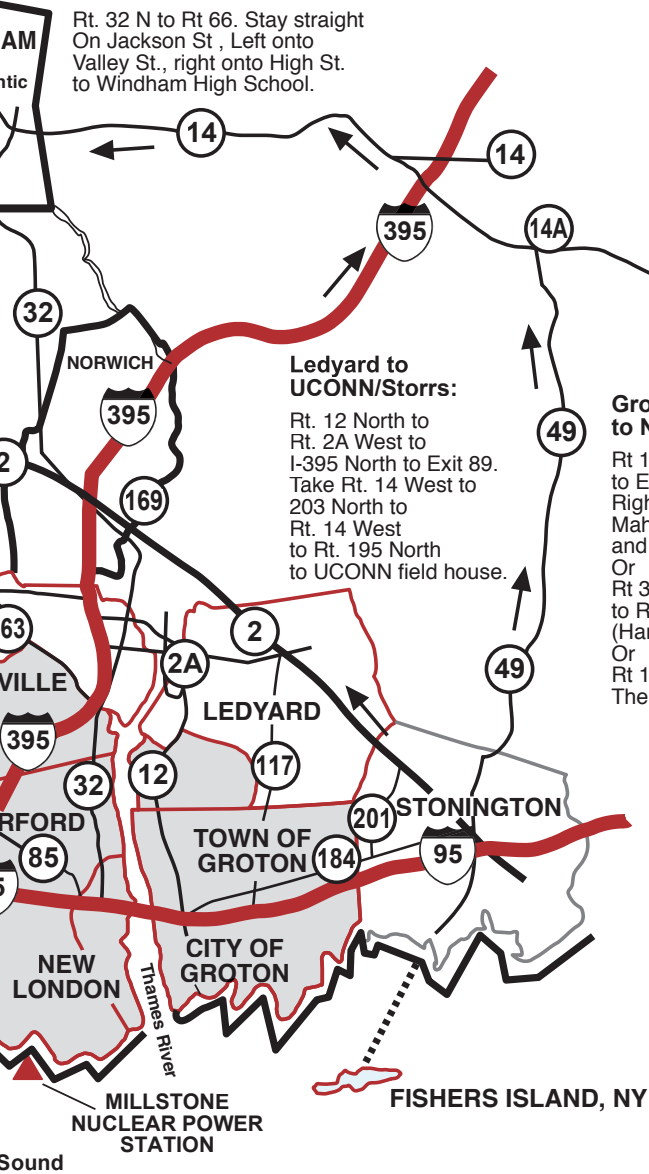 Rt. 32 N to Rt 66. Stay straight
On Jackson St , Left onto
Valley St., right onto High St.
to Windham High School.
AM
ntic
14
14
395
14A
32
NORWICH
395
Ledyard to
UCONN/Storrs:
Rt. 12 North to
Rt. 2A West to
I-395 North to Exit 89.
Take Rt. 14 West to
203 North to
Rt. 14 West
to Rt. 195 North
to UCONN field house.
49
Gro
to N
Rt 1
to E
Righ
Mah
and
Or
Rt 3
to R
(Har
Or
Rt 1
The
2
169
63
2
2A
49
VILLE
LEDYARD
395
12
117
32
STONINGTON
201
RFORD
TOWN OF
GROTON
85
184
95
5
CITY OF
GROTON
NEW
LONDON
Thames River
FISHERS ISLAND, NY
MILLSTONE
NUCLEAR POWER
STATION
Sound